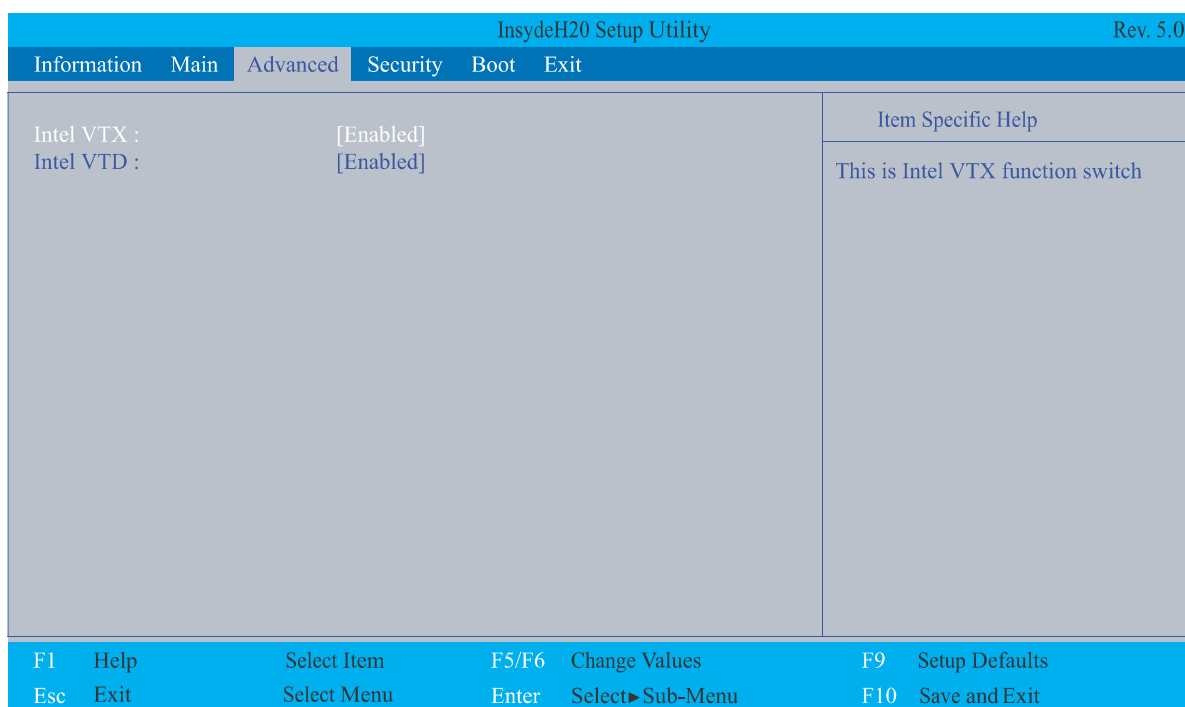 InsydeH20 Setup Utility Rev. 5.0
Information Main Advanced Security Boot Exit
Intel VTX : [Enabled]
Intel VTD : [Enabled]
Item Specific Help
This is Intel VTX function switch
F1 Help Select Item F5/F6 Change Values F9 Setup Defaults
Esc Exit Select Menu Enter Select►Sub-Menu F10 Save and Exit